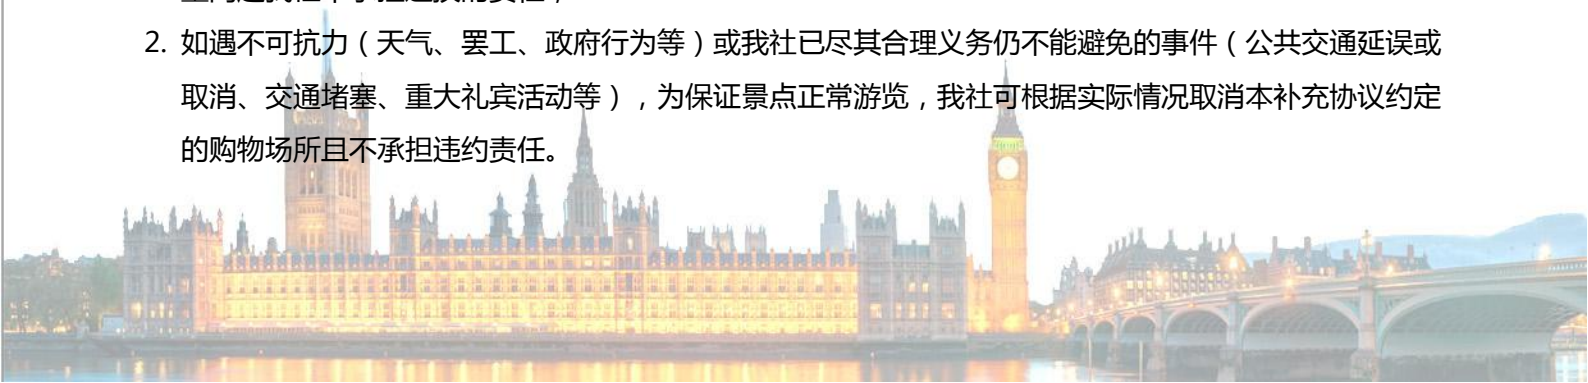 2. 如遇不可抗力（天气、罢工、政府行为等）或我社已尽其合理义务仍不能避免的事件（公共交通延误或
取消、交通堵塞、重大礼宾活动等），为保证景点正常游览，我社可根据实际情况取消本补充协议约定
的购物场所且不承担违约责任。